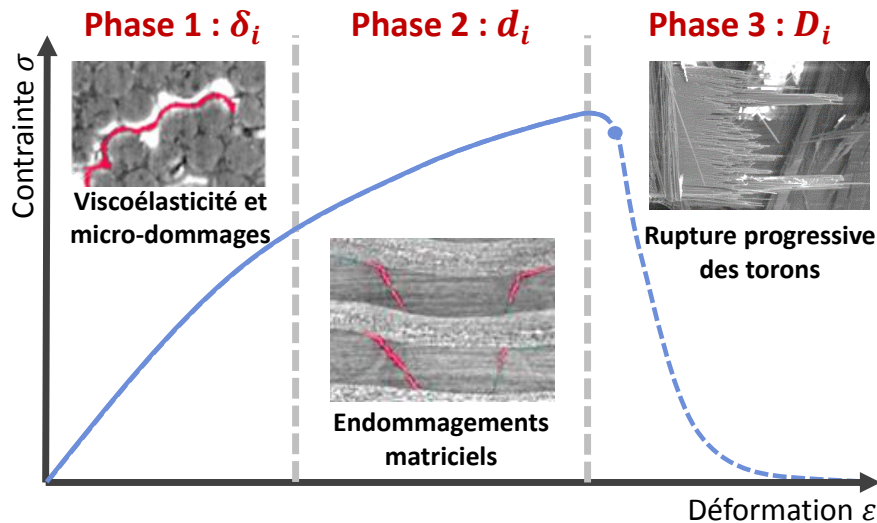 Phase 1 : δᵢ
Phase 2 : dᵢ
Phase 3 : Dᵢ
Contrainte σ
Viscoélasticité et
micro-dommages
Endommagements
matriciels
Rupture progressive
des torons
Déformation ε